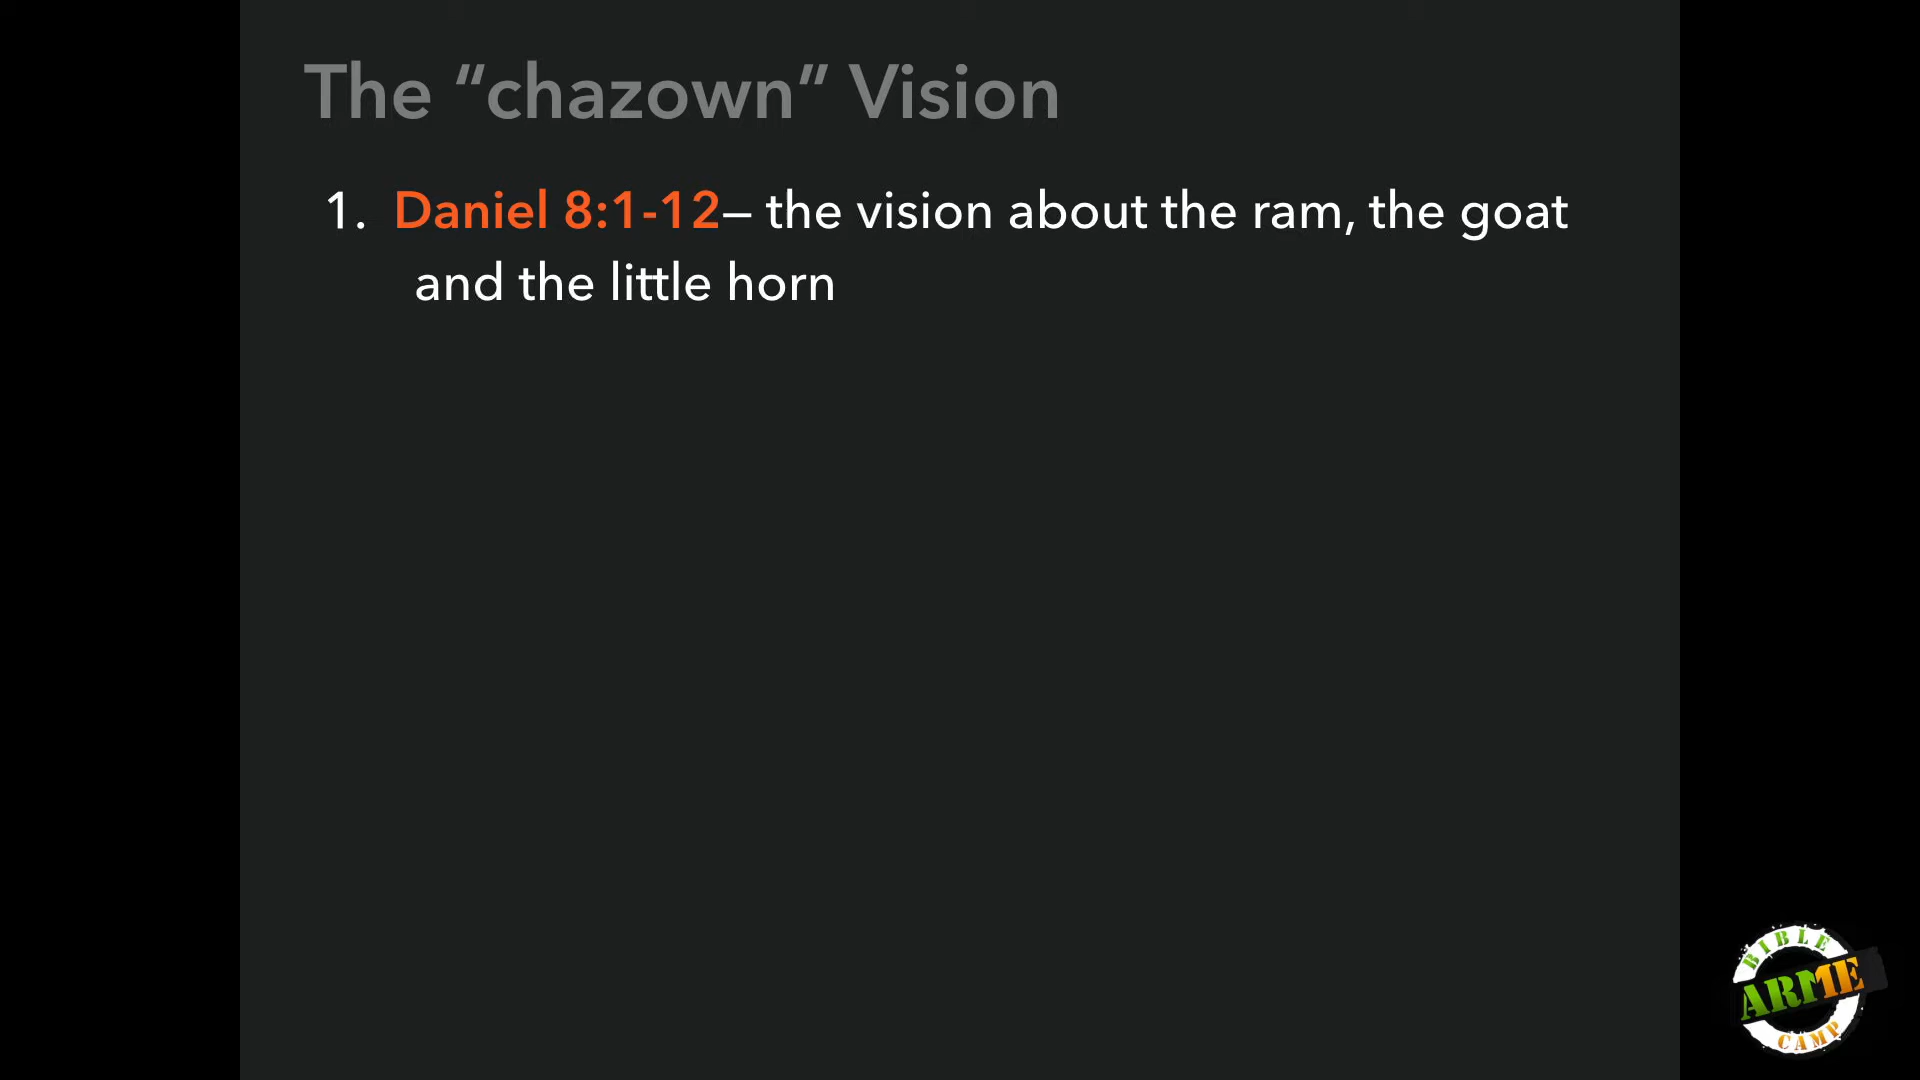 The “chazown” Vision
1. Daniel 8:1-12— the vision about the ram, the goat
and the little horn
BIBLE
ARME
CAMP